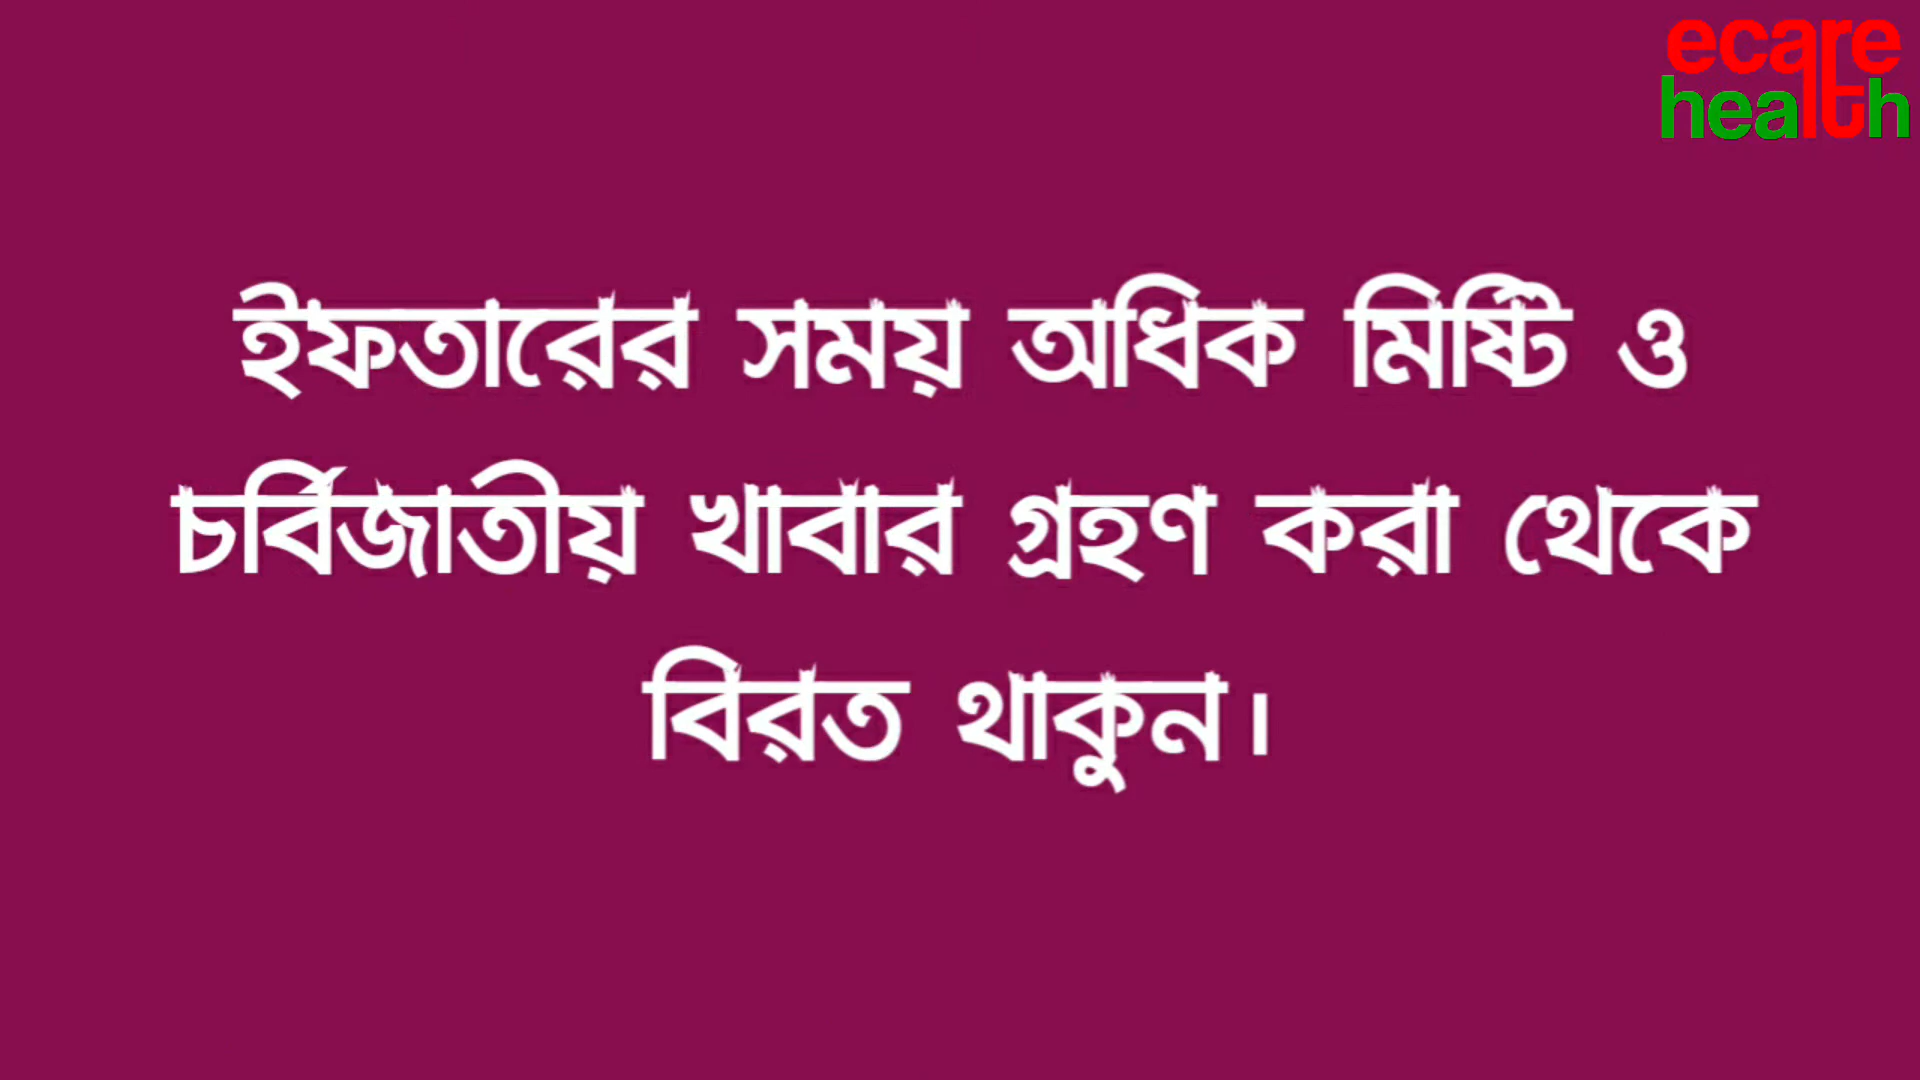 ecare
health
ইফতারের সময় অধিক মিষ্টি ও
চর্বিজাতীয় খাবার গ্রহণ করা থেকে
বিরত থাকুন।